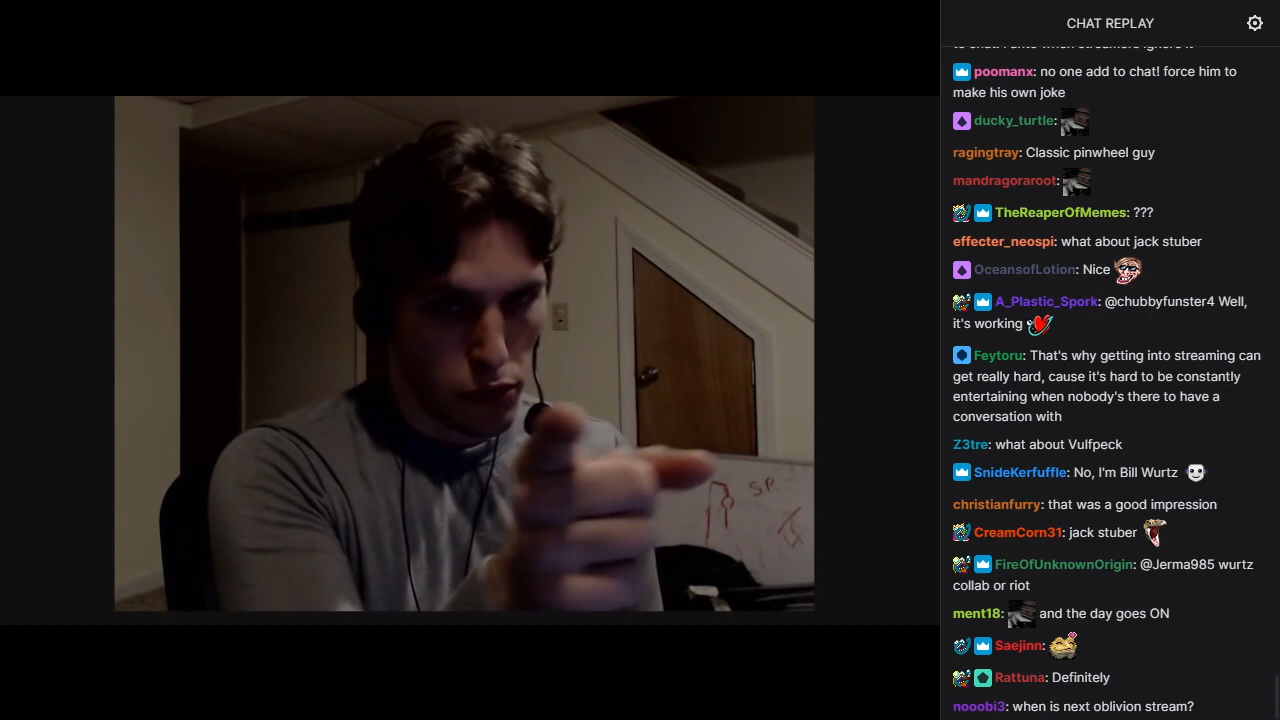 CHAT REPLAY
poomanx: no one add to chat! force him to
make his own joke
ducky_turtle:
ragingtray: Classic pinwheel guy
mandragoraroot:
TheReaperOfMemes: ???
effecter_neospi: what about jack stuber
OceansofLotion: Nice
A_Plastic_Spork: @chubbyfunster4 Well,
it's working
Feytoru: That's why getting into streaming can
get really hard, cause it's hard to be constantly
entertaining when nobody's there to have a
conversation with
Z3tre: what about Vulfpeck
SnideKerfuffle: No, I'm Bill Wurtz
christianfurry: that was a good impression
CreamCorn31: jack stuber
FireOfUnknownOrigin: @Jerma985 wurtz
collab or riot
ment18: and the day goes ON
Saejinn:
Rattuna: Definitely
nooobi3: when is next oblivion stream?